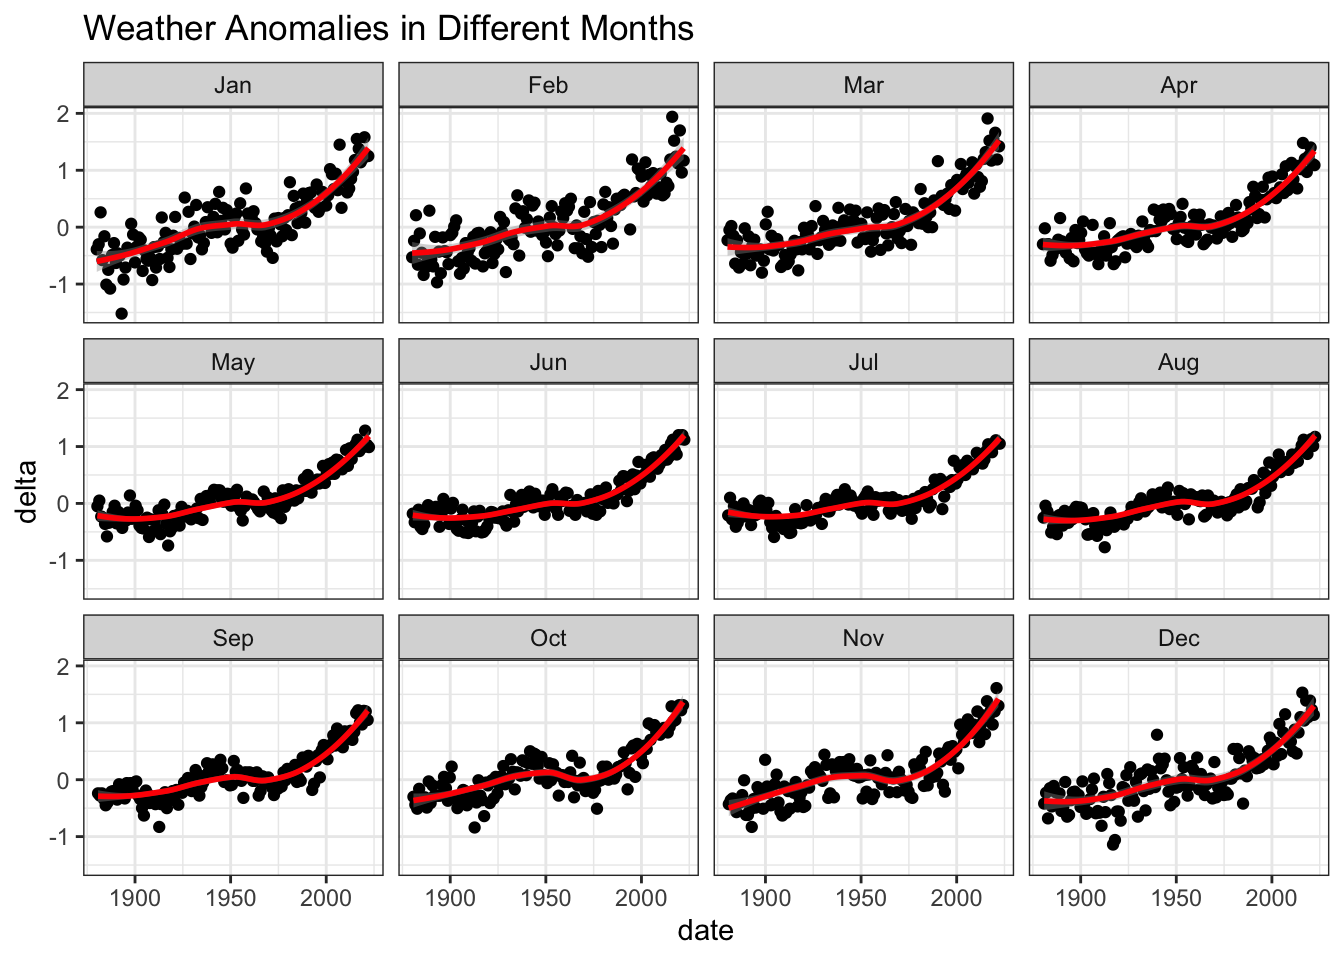 Weather Anomalies in Different Months
Jan Feb Mar Apr
2
1
0
-1
May Jun Jul Aug
2
1
0
-1
Sep Oct Nov Dec
2
1
0
-1
1900 1950 2000 1900 1950 2000 1900 1950 2000 1900 1950 2000
delta
date